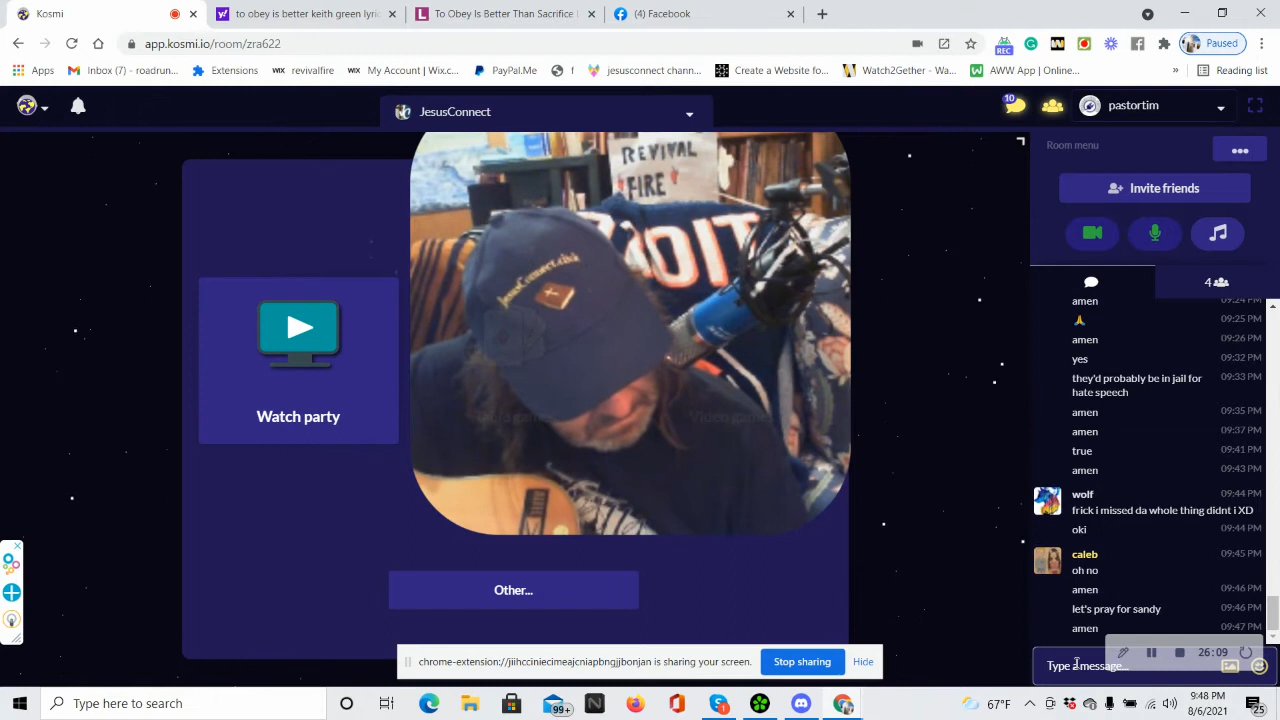 Kosmi
to obey is better keith green lyric
To Obey Is Better Than Sacrifice L
(4) Facebook
app.kosmi.io/room/zra622
Paused
Apps
Inbox (7) - roadrun...
Extensions
revivalfire
My Account | Wix.c...
PayPal.Me
f
jesusconnect chann...
Create a Website fo...
Watch2Gether - Wa...
AWW App | Online...
»
Reading list
JesusConnect
10
pastortim
Room menu
Invite friends
4
REVIVAL
FIRE
OIT
JesusConnect.click
Watch party
Video game
Other...
amen
09:24 PM
🙏
09:25 PM
amen
09:26 PM
yes
09:32 PM
they'd probably be in jail for
09:33 PM
hate speech
amen
09:35 PM
amen
09:37 PM
true
09:41 PM
amen
09:43 PM
wolf
09:44 PM
frick i missed da whole thing didnt i XD
oki
09:44 PM
caleb
09:45 PM
oh no
amen
09:46 PM
let's pray for sandy
09:46 PM
amen
09:47 PM
26:09
Type a message...
chrome-extension://jiihcciniecimeajcniapbngjjbonjan is sharing your screen.
Stop sharing
Hide
Type here to search
99+
67°F
9:48 PM
8/6/2021
25